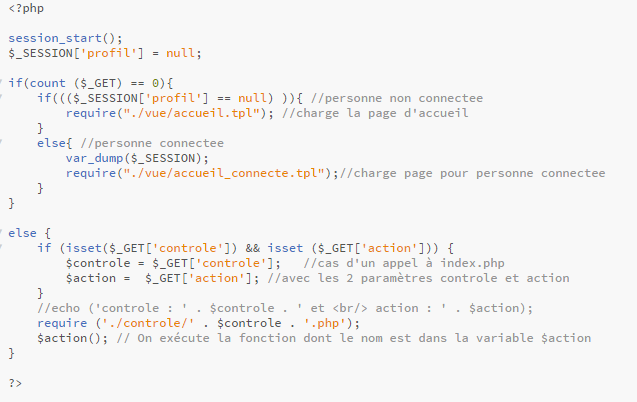 <?php
session_start();
$_SESSION['profil'] = null;
if(count ($_GET) == 0){
if((($_SESSION['profil'] == null) )){ //personne non connectee
require("./vue/accueil.tpl"); //charge la page d'accueil
}
else{ //personne connectee
var_dump($_SESSION);
require("./vue/accueil_connecte.tpl");//charge page pour personne connectee
}
}
else {
if (isset($_GET['controle']) && isset ($_GET['action'])) {
$controle = $_GET['controle'];   //cas d'un appel à index.php
$action =  $_GET['action']; //avec les 2 paramètres controle et action
}
//echo ('controle : ' . $controle . ' et <br/> action : ' . $action);
require ('./controle/' . $controle . '.php');
$action(); // On exécute la fonction dont le nom est dans la variable $action
}
?>